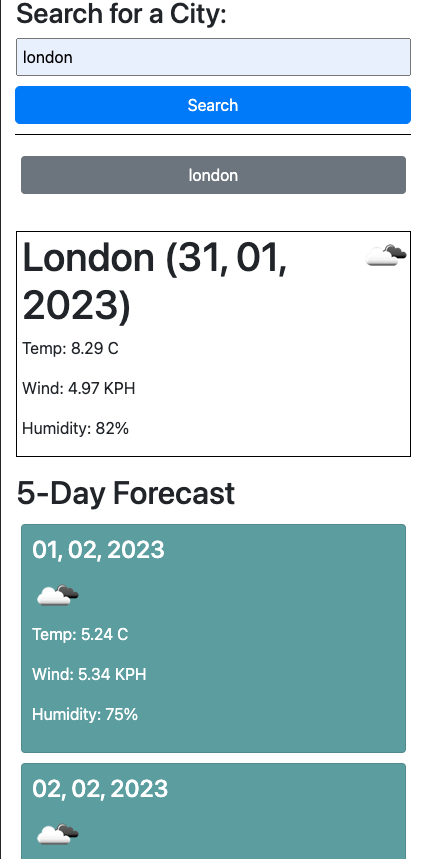 Search for a City:
london
Search
london
London (31, 01,
2023)
Temp: 8.29 C
Wind: 4.97 KPH
Humidity: 82%
5-Day Forecast
01, 02, 2023
Temp: 5.24 C
Wind: 5.34 KPH
Humidity: 75%
02, 02, 2023